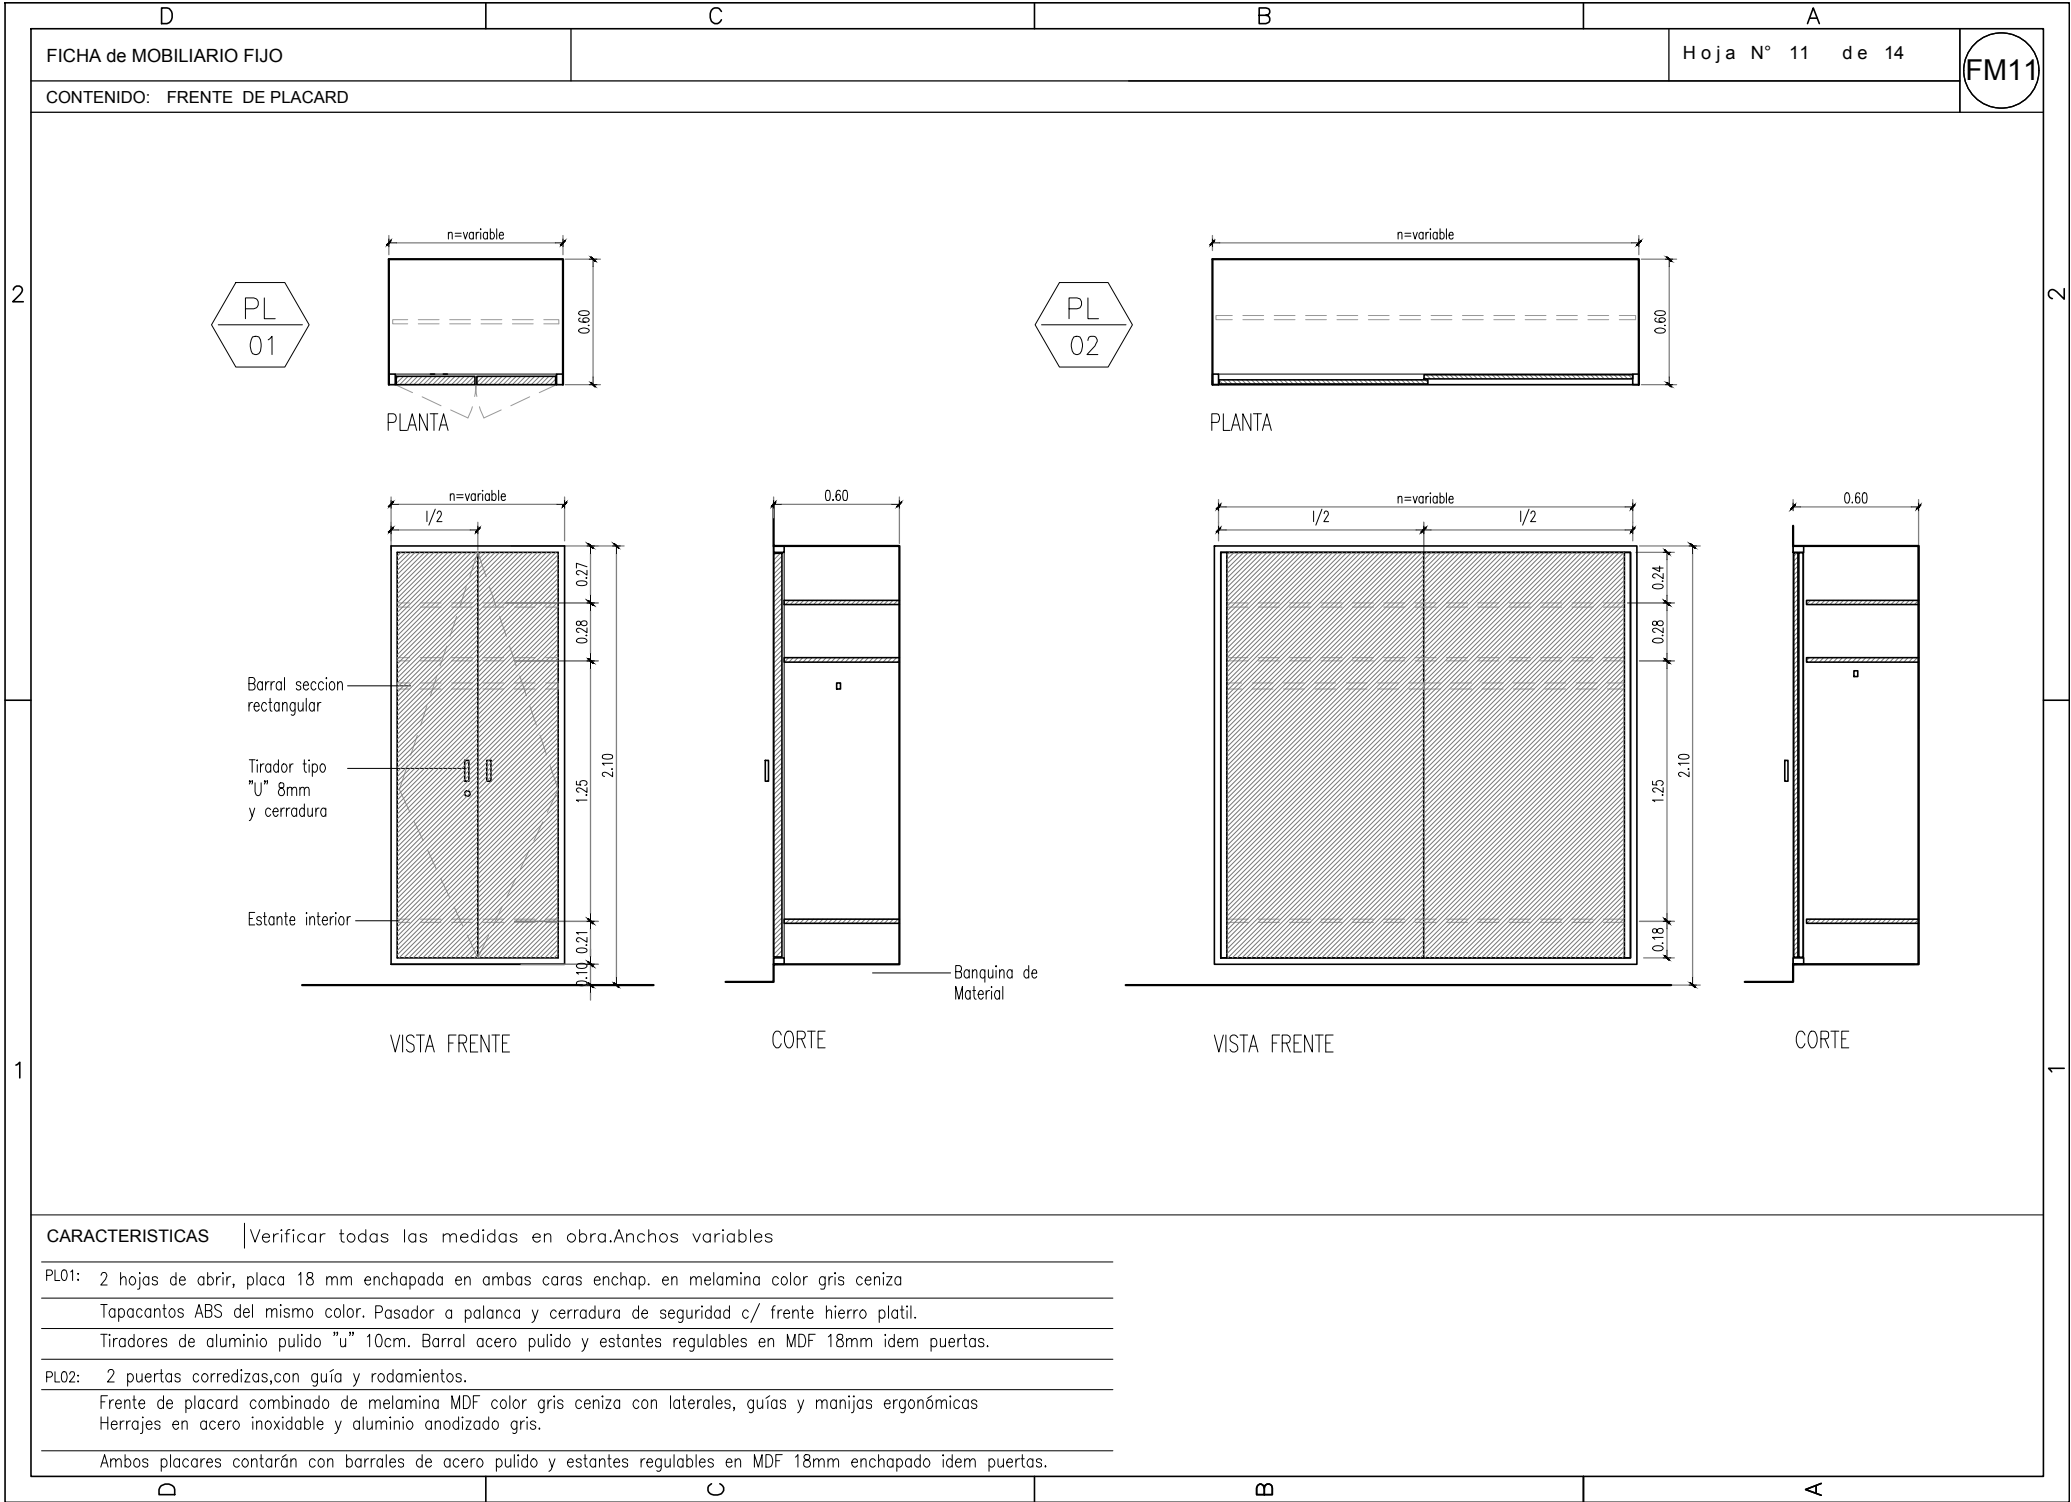 D C B A
FICHA de MOBILIARIO FIJO
Hoja N° 11 de 14
FM11
CONTENIDO: FRENTE DE PLACARD
2
2
PL
01
n=variable
0.60
PLANTA
PL
02
n=variable
0.60
PLANTA
n=variable
l/2
0.27
0.28
1.25
0.21
0.10
2.10
Barral seccion
rectangular
Tirador tipo
"U" 8mm
y cerradura
Estante interior
VISTA FRENTE
0.60
Banquina de
Material
CORTE
n=variable
l/2 l/2
0.24
0.28
1.25
0.18
2.10
VISTA FRENTE
0.60
CORTE
1
1
CARACTERISTICAS Verificar todas las medidas en obra.Anchos variables
PL01: 2 hojas de abrir, placa 18 mm enchapada en ambas caras enchap. en melamina color gris ceniza
Tapacantos ABS del mismo color. Pasador a palanca y cerradura de seguridad c/ frente hierro platil.
Tiradores de aluminio pulido "u" 10cm. Barral acero pulido y estantes regulables en MDF 18mm idem puertas.
PL02: 2 puertas corredizas,con guía y rodamientos.
Frente de placard combinado de melamina MDF color gris ceniza con laterales, guías y manijas ergonómicas
Herrajes en acero inoxidable y aluminio anodizado gris.
Ambos placares contarán con barrales de acero pulido y estantes regulables en MDF 18mm enchapado idem puertas.
D C B A